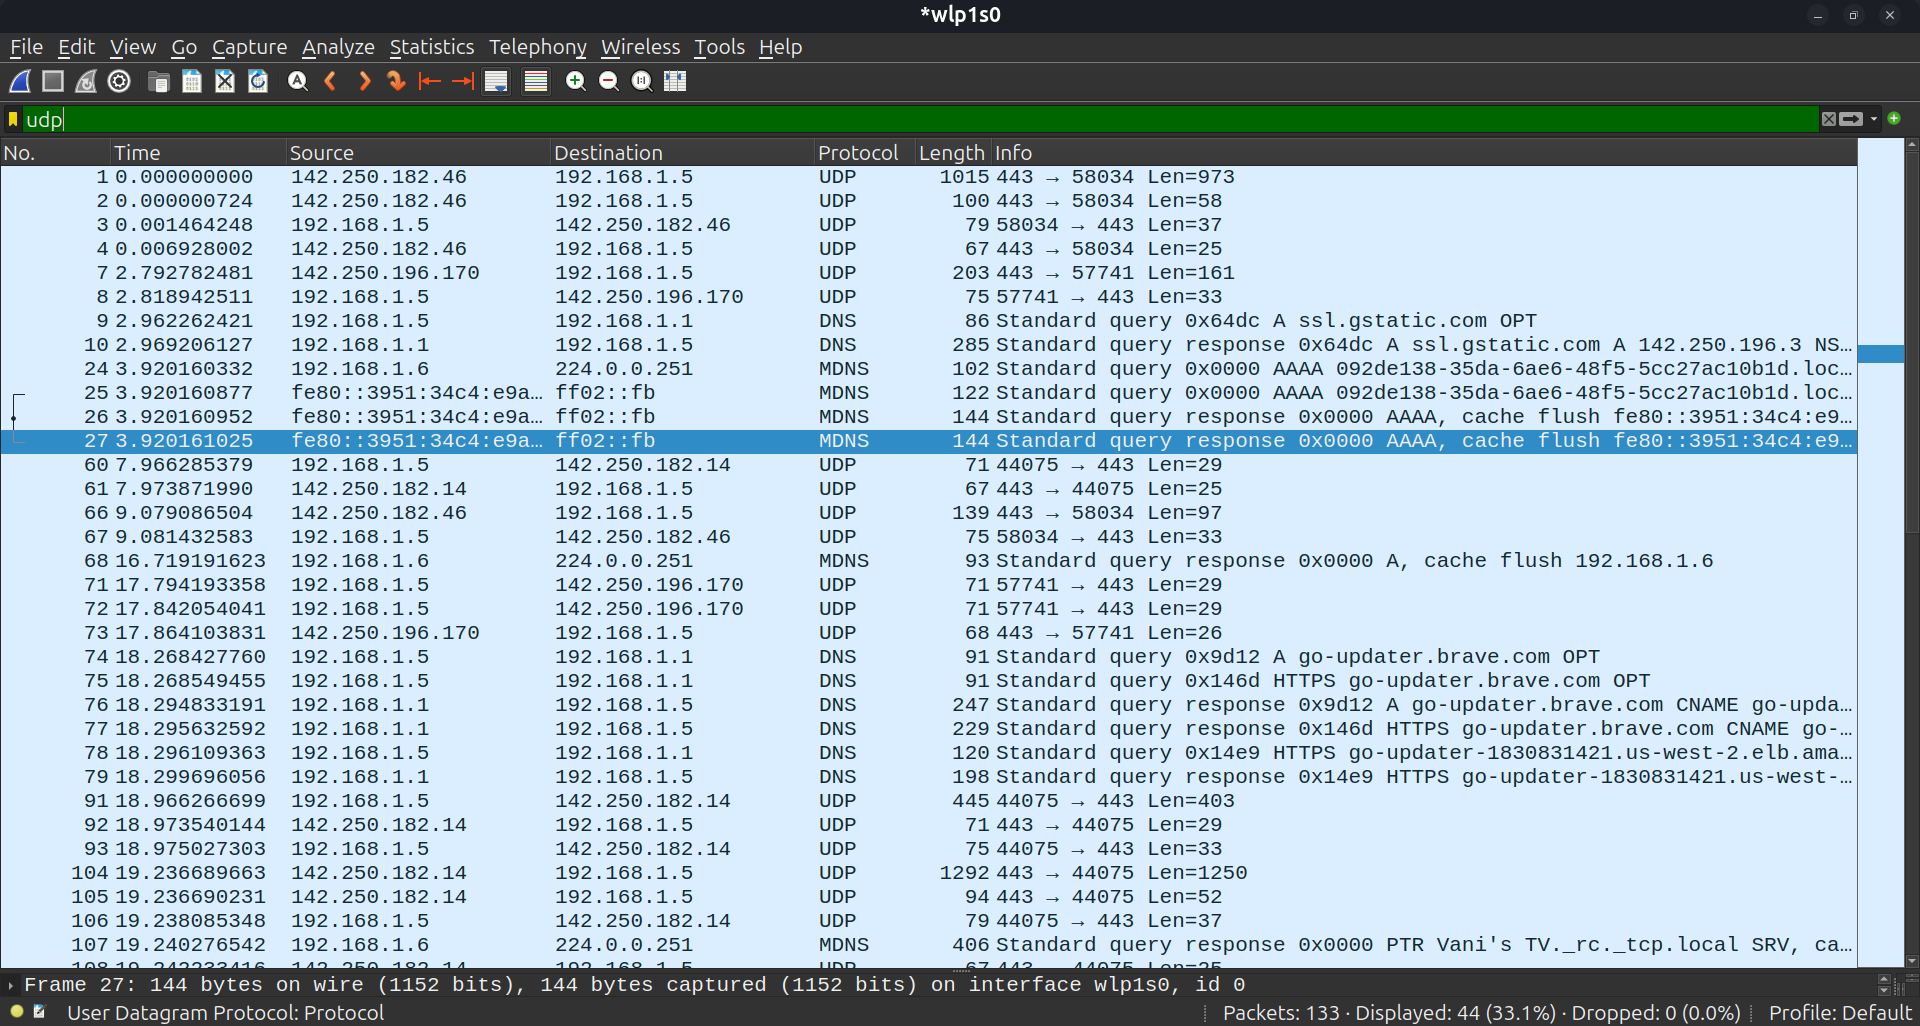 *wlp1s0
File Edit View Go Capture Analyze Statistics Telephony Wireless Tools Help
udp
No. Time Source Destination Protocol Length Info
1 0.000000000 142.250.182.46 192.168.1.5 UDP 1015 443 → 58034 Len=973
2 0.000000724 142.250.182.46 192.168.1.5 UDP 100 443 → 58034 Len=58
3 0.001464248 192.168.1.5 142.250.182.46 UDP 79 58034 → 443 Len=37
4 0.006928002 142.250.182.46 192.168.1.5 UDP 67 443 → 58034 Len=25
7 2.792782481 142.250.196.170 192.168.1.5 UDP 203 443 → 57741 Len=161
8 2.818942511 192.168.1.5 142.250.196.170 UDP 75 57741 → 443 Len=33
9 2.962262421 192.168.1.5 192.168.1.1 DNS 86 Standard query 0x64dc A ssl.gstatic.com OPT
10 2.969206127 192.168.1.1 192.168.1.5 DNS 285 Standard query response 0x64dc A ssl.gstatic.com A 142.250.196.3 NS…
24 3.920160332 192.168.1.6 224.0.0.251 MDNS 102 Standard query 0x0000 AAAA 092de138-35da-6ae6-48f5-5cc27ac10b1d.loc…
25 3.920160877 fe80::3951:34c4:e9a… ff02::fb MDNS 122 Standard query 0x0000 AAAA 092de138-35da-6ae6-48f5-5cc27ac10b1d.loc…
26 3.920160952 fe80::3951:34c4:e9a… ff02::fb MDNS 144 Standard query response 0x0000 AAAA, cache flush fe80::3951:34c4:e9…
27 3.920161025 fe80::3951:34c4:e9a… ff02::fb MDNS 144 Standard query response 0x0000 AAAA, cache flush fe80::3951:34c4:e9…
60 7.966285379 192.168.1.5 142.250.182.14 UDP 71 44075 → 443 Len=29
61 7.973871990 142.250.182.14 192.168.1.5 UDP 67 443 → 44075 Len=25
66 9.079086504 142.250.182.46 192.168.1.5 UDP 139 443 → 58034 Len=97
67 9.081432583 192.168.1.5 142.250.182.46 UDP 75 58034 → 443 Len=33
68 16.719191623 192.168.1.6 224.0.0.251 MDNS 93 Standard query response 0x0000 A, cache flush 192.168.1.6
71 17.794193358 192.168.1.5 142.250.196.170 UDP 71 57741 → 443 Len=29
72 17.842054041 192.168.1.5 142.250.196.170 UDP 71 57741 → 443 Len=29
73 17.864103831 142.250.196.170 192.168.1.5 UDP 68 443 → 57741 Len=26
74 18.268427760 192.168.1.5 192.168.1.1 DNS 91 Standard query 0x9d12 A go-updater.brave.com OPT
75 18.268549455 192.168.1.5 192.168.1.1 DNS 91 Standard query 0x146d HTTPS go-updater.brave.com OPT
76 18.294833191 192.168.1.1 192.168.1.5 DNS 247 Standard query response 0x9d12 A go-updater.brave.com CNAME go-upda…
77 18.295632592 192.168.1.1 192.168.1.5 DNS 229 Standard query response 0x146d HTTPS go-updater.brave.com CNAME go-…
78 18.296109363 192.168.1.5 192.168.1.1 DNS 120 Standard query 0x14e9 HTTPS go-updater-1830831421.us-west-2.elb.ama…
79 18.299696056 192.168.1.1 192.168.1.5 DNS 198 Standard query response 0x14e9 HTTPS go-updater-1830831421.us-west-…
91 18.966266699 192.168.1.5 142.250.182.14 UDP 445 44075 → 443 Len=403
92 18.973540144 142.250.182.14 192.168.1.5 UDP 71 443 → 44075 Len=29
93 18.975027303 192.168.1.5 142.250.182.14 UDP 75 44075 → 443 Len=33
104 19.236689663 142.250.182.14 192.168.1.5 UDP 1292 443 → 44075 Len=1250
105 19.236690231 142.250.182.14 192.168.1.5 UDP 94 443 → 44075 Len=52
106 19.238085348 192.168.1.5 142.250.182.14 UDP 79 44075 → 443 Len=37
107 19.240276542 192.168.1.6 224.0.0.251 MDNS 406 Standard query response 0x0000 PTR Vani's TV._rc._tcp.local SRV, ca…
108 19.242233416 142.250.182.14 192.168.1.5 UDP 67 443 → 44075 Len=25
Frame 27: 144 bytes on wire (1152 bits), 144 bytes captured (1152 bits) on interface wlp1s0, id 0
User Datagram Protocol: Protocol Packets: 133 · Displayed: 44 (33.1%) · Dropped: 0 (0.0%) Profile: Default